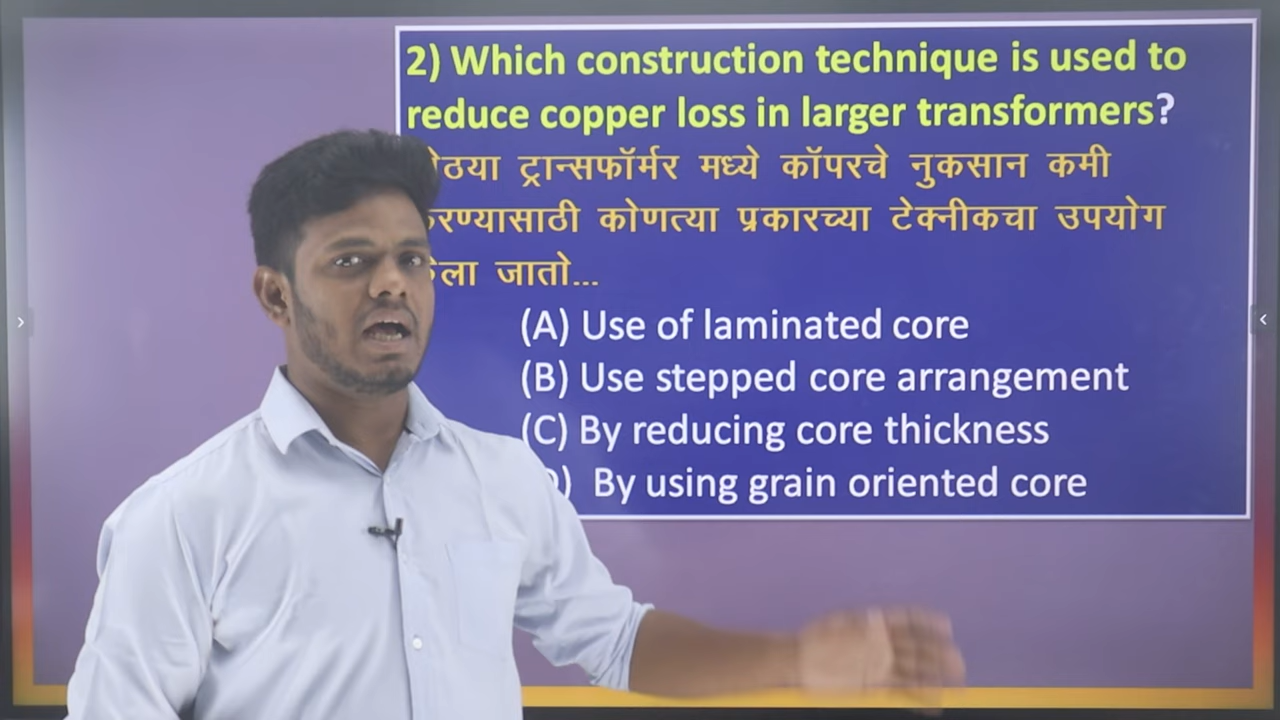 2) Which construction technique is used to
reduce copper loss in larger transformers?
ट्रान्सफॉर्मर मध्ये कॉपरचे नुकसान कमी
कोणत्या प्रकारच्या टेक्नीकचा उपयोग
जातो...
(A) Use of laminated core
(B) Use stepped core arrangement
(C) By reducing core thickness
By using grain oriented core